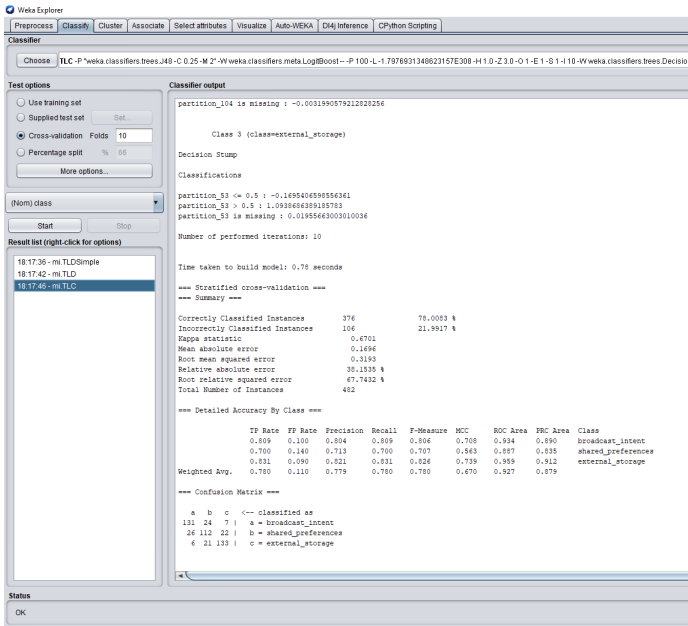 Weka Explorer
Preprocess Classify Cluster Associate Select attributes Visualize Auto-WEKA Dl4j Inference CPython Scripting
Classifier
Choose TLC -P "weka.classifiers.trees.J48 -C 0.25 -M 2" -W weka.classifiers.meta.LogitBoost -- -P 100 -L -1.7976931348623157E308 -H 1.0 -Z 3.0 -O 1 -E 1 -S 1 -I 10 -W weka.classifiers.trees.Decisio
Test options
Use training set
Supplied test set Set...
Cross-validation Folds 10
Percentage split % 66
More options...
(Nom) class
Start Stop
Result list (right-click for options)
18:17:36 - mi.TLDSimple
18:17:42 - mi.TLD
18:17:46 - mi.TLC
Classifier output
partition_104 is missing : -0.0031990579212828256
Class 3 (class=external_storage)
Decision Stump
Classifications
partition_53 <= 0.5 : -0.1695406598556361
partition_53 > 0.5 : 1.0938686389185783
partition_53 is missing : 0.01955663003010036
Number of performed iterations: 10
Time taken to build model: 0.78 seconds
=== Stratified cross-validation ===
=== Summary ===
Correctly Classified Instances 376 78.0083 %
Incorrectly Classified Instances 106 21.9917 %
Kappa statistic 0.6701
Mean absolute error 0.1696
Root mean squared error 0.3193
Relative absolute error 38.1535 %
Root relative squared error 67.7432 %
Total Number of Instances 482
=== Detailed Accuracy By Class ===
TP Rate FP Rate Precision Recall F-Measure MCC ROC Area PRC Area Class
0.809 0.100 0.804 0.809 0.806 0.708 0.934 0.890 broadcast_intent
0.700 0.140 0.713 0.700 0.707 0.563 0.887 0.835 shared_preferences
0.831 0.090 0.821 0.831 0.826 0.739 0.959 0.912 external_storage
Weighted Avg. 0.780 0.110 0.779 0.780 0.780 0.670 0.927 0.879
=== Confusion Matrix ===
a b c <-- classified as
131 24 7 | a = broadcast_intent
26 112 22 | b = shared_preferences
6 21 133 | c = external_storage
Status
OK